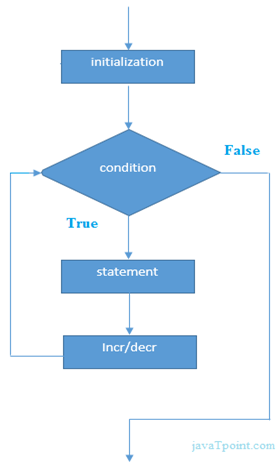 initialization
False
condition
True
statement
Incr/decr
javaTpoint.com